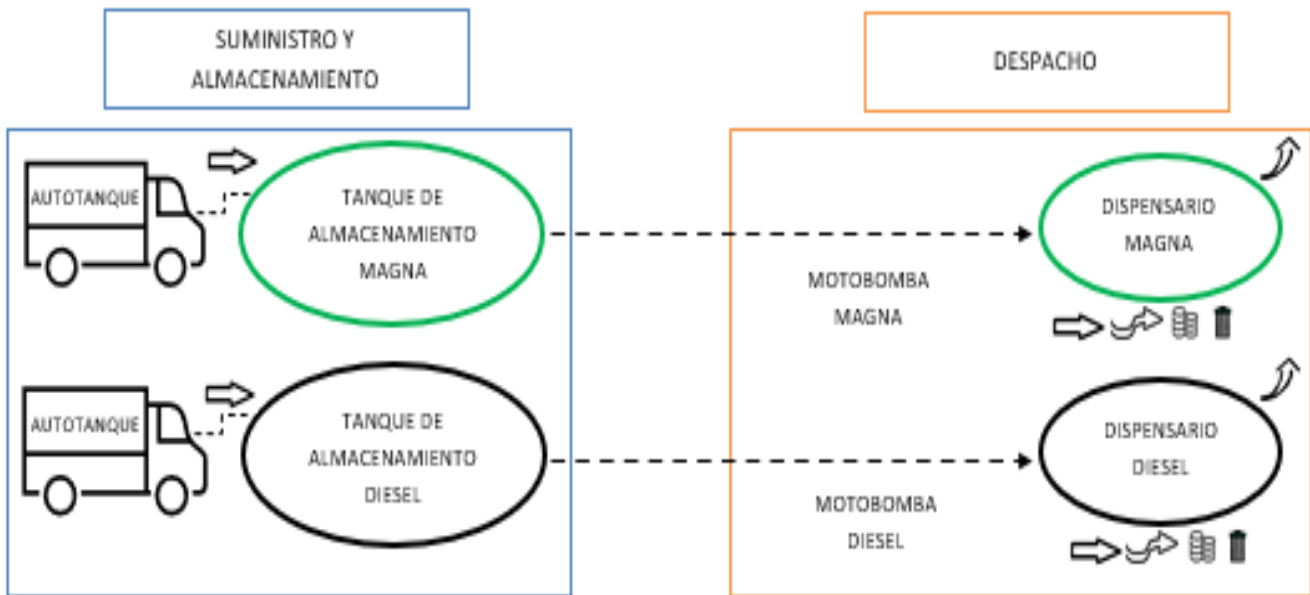 SUMINISTRO Y
ALMACENAMIENTO
DESPACHO
AUTOTANQUE
TANQUE DE
ALMACENAMIENTO
MAGNA
MOTOBOMBA
MAGNA
DISPENSARIO
MAGNA
AUTOTANQUE
TANQUE DE
ALMACENAMIENTO
DIESEL
MOTOBOMBA
DIESEL
DISPENSARIO
DIESEL